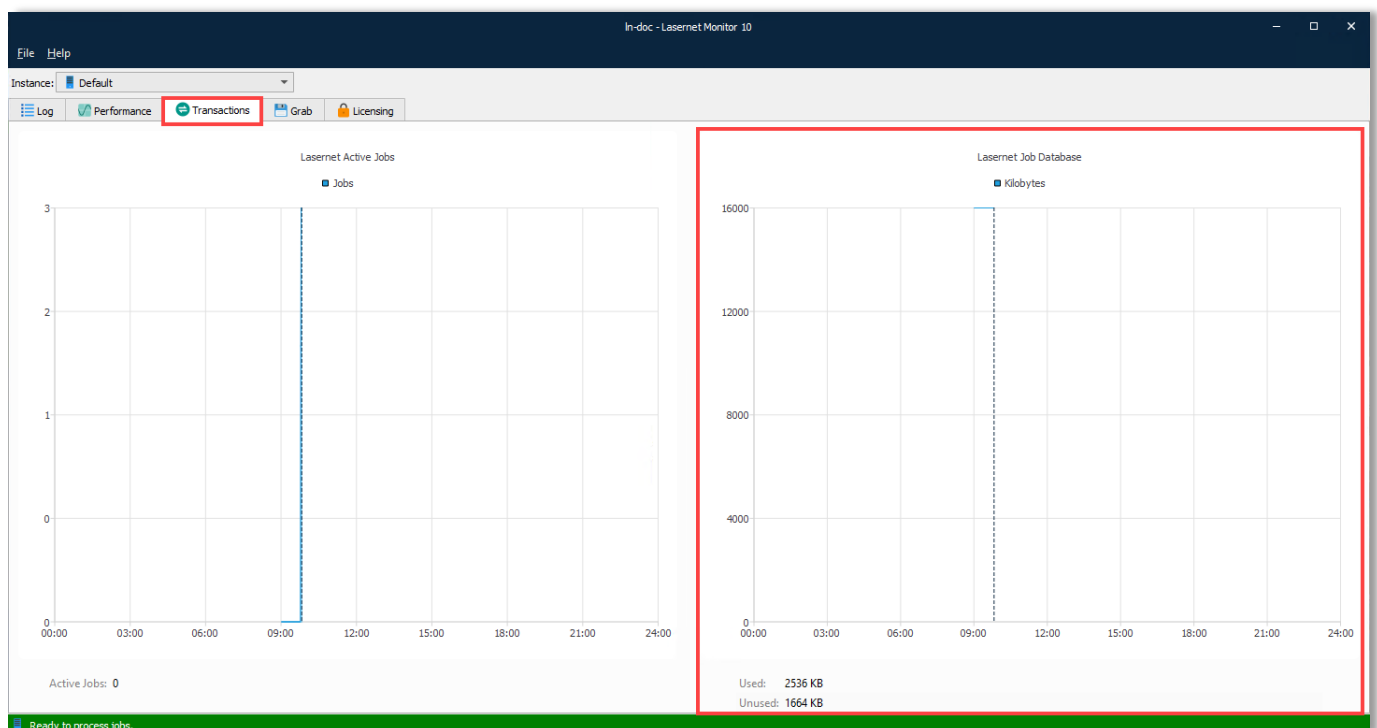 ln-doc - Lasernet Monitor 10
File Help
Instance: Default
Log Performance Transactions Grab Licensing
Lasernet Active Jobs
Jobs
3
2
1
0
0
00:00 03:00 06:00 09:00 12:00 15:00 18:00 21:00 24:00
Active Jobs: 0
Lasernet Job Database
Kilobytes
16000
12000
8000
4000
0
00:00 03:00 06:00 09:00 12:00 15:00 18:00 21:00 24:00
Used: 2536 KB
Unused: 1664 KB
Ready to process jobs.